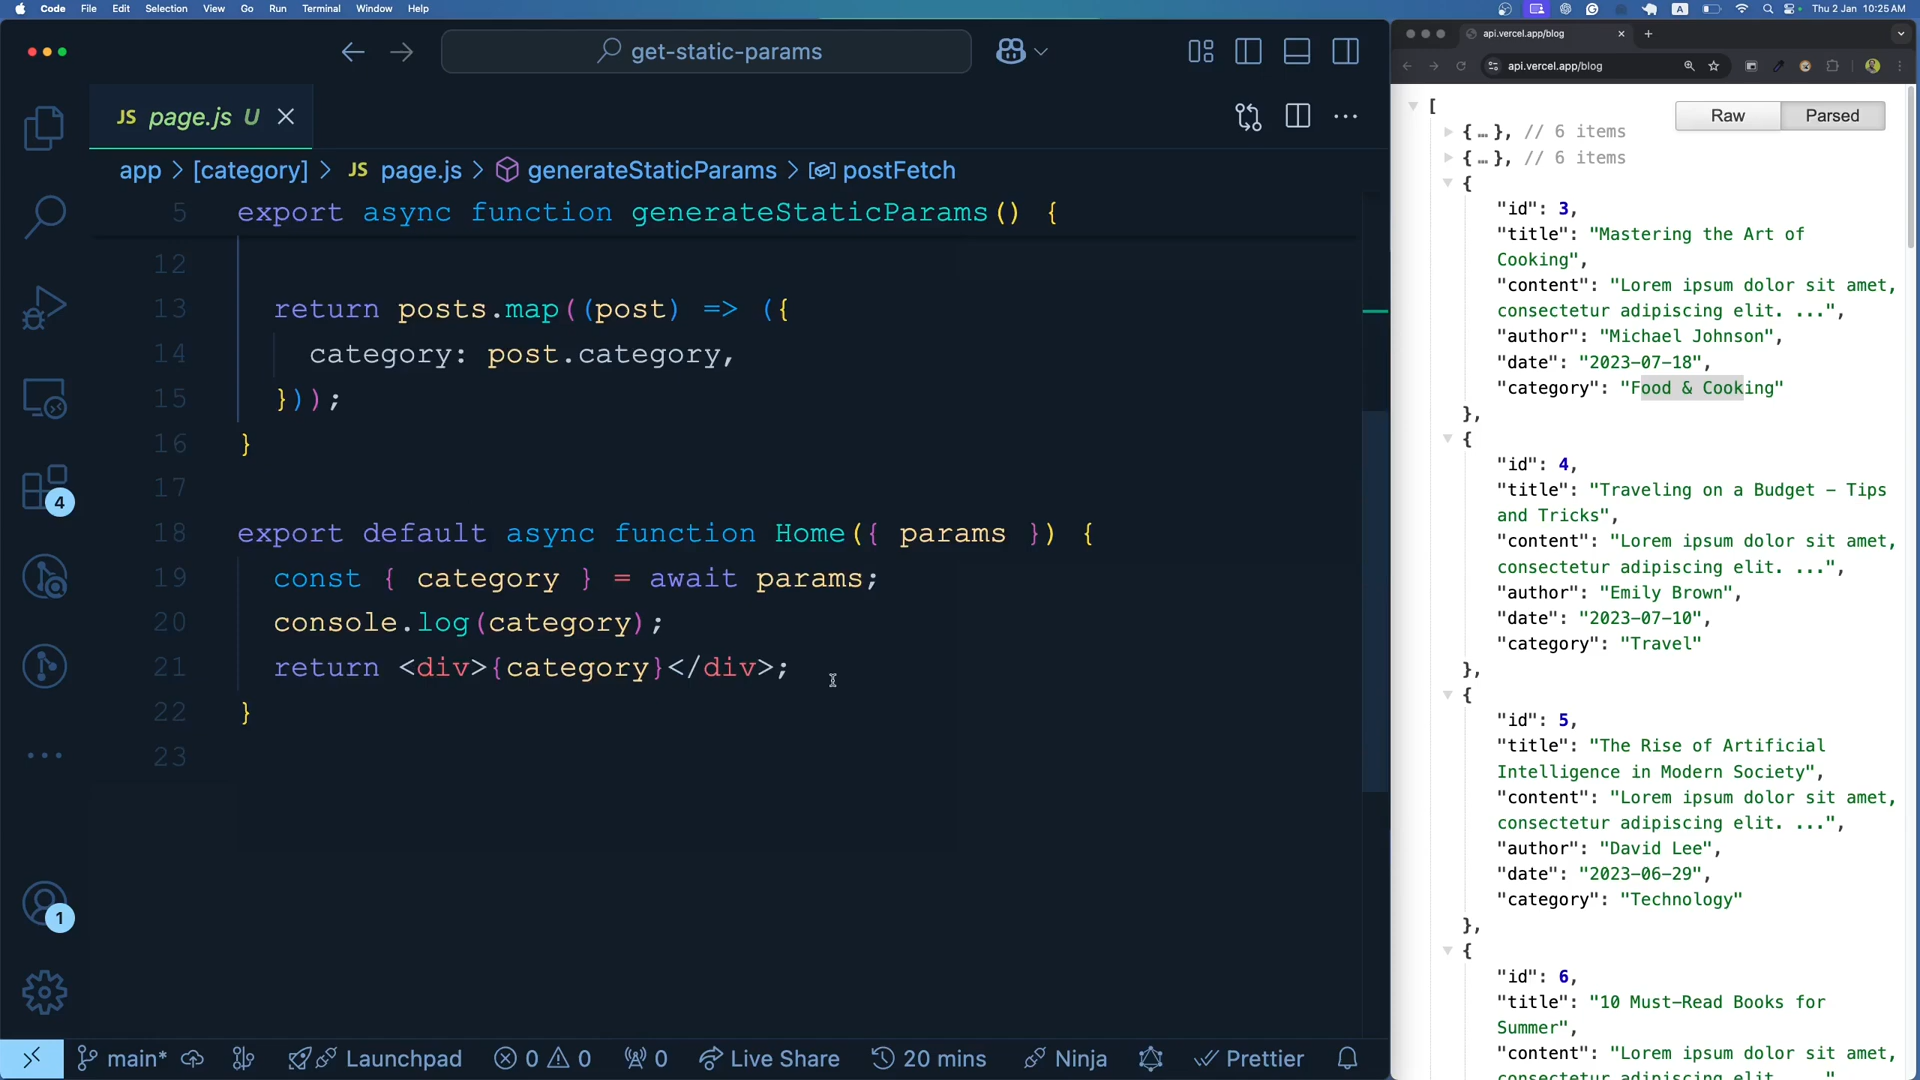 Code File Edit Selection View Go Run Terminal Window Help
A
Thu 2 Jan 10:25 AM
get-static-params
JS page.js U
app > [category] > JS page.js > generateStaticParams > postFetch
5 export async function generateStaticParams() {
12
13 return posts.map((post) => ({
14 category: post.category,
15 }));
16 }
17
18 export default async function Home({ params }) {
19 const { category } = await params;
20 console.log(category);
21 return <div>{category}</div>;
22 }
23
4
1
main* Launchpad 0 0 0 Live Share 20 mins Ninja Prettier
api.vercel.app/blog
api.vercel.app/blog
Raw Parsed
[
{…}, // 6 items
{…}, // 6 items
{
"id": 3,
"title": "Mastering the Art of
Cooking",
"content": "Lorem ipsum dolor sit amet,
consectetur adipiscing elit. ...",
"author": "Michael Johnson",
"date": "2023-07-18",
"category": "Food & Cooking"
},
{
"id": 4,
"title": "Traveling on a Budget – Tips
and Tricks",
"content": "Lorem ipsum dolor sit amet,
consectetur adipiscing elit. ...",
"author": "Emily Brown",
"date": "2023-07-10",
"category": "Travel"
},
{
"id": 5,
"title": "The Rise of Artificial
Intelligence in Modern Society",
"content": "Lorem ipsum dolor sit amet,
consectetur adipiscing elit. ...",
"author": "David Lee",
"date": "2023-06-29",
"category": "Technology"
},
{
"id": 6,
"title": "10 Must-Read Books for
Summer",
"content": "Lorem ipsum dolor sit amet,
consectetur adipiscing elit. ...",